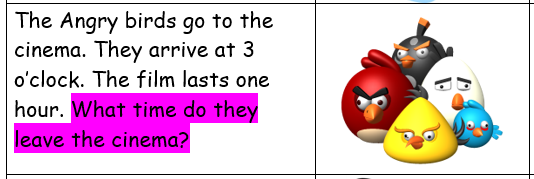 The Angry birds go to the
cinema. They arrive at 3
o’clock. The film lasts one
hour. What time do they
leave the cinema?